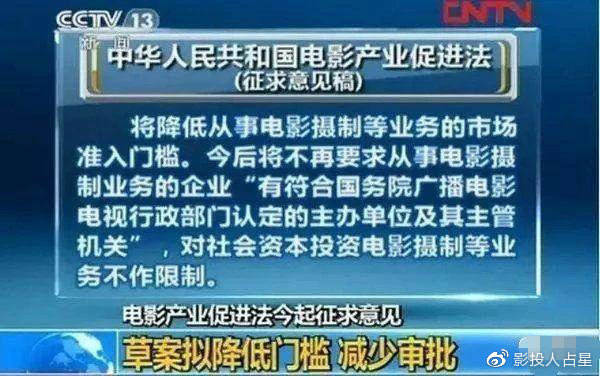 CCTV 13
新闻
CNTV
中华人民共和国电影产业促进法
(征求意见稿)
将降低从事电影摄制等业务的市场
准入门槛。今后将不再要求从事电影摄
制业务的企业“有符合国务院广播电影
电视行政部门认定的主办单位及其主管
机关”，对社会资本投资电影摄制等业
务不作限制。
电影产业促进法今起征求意见
草案拟降低门槛 减少审批
影投人占星